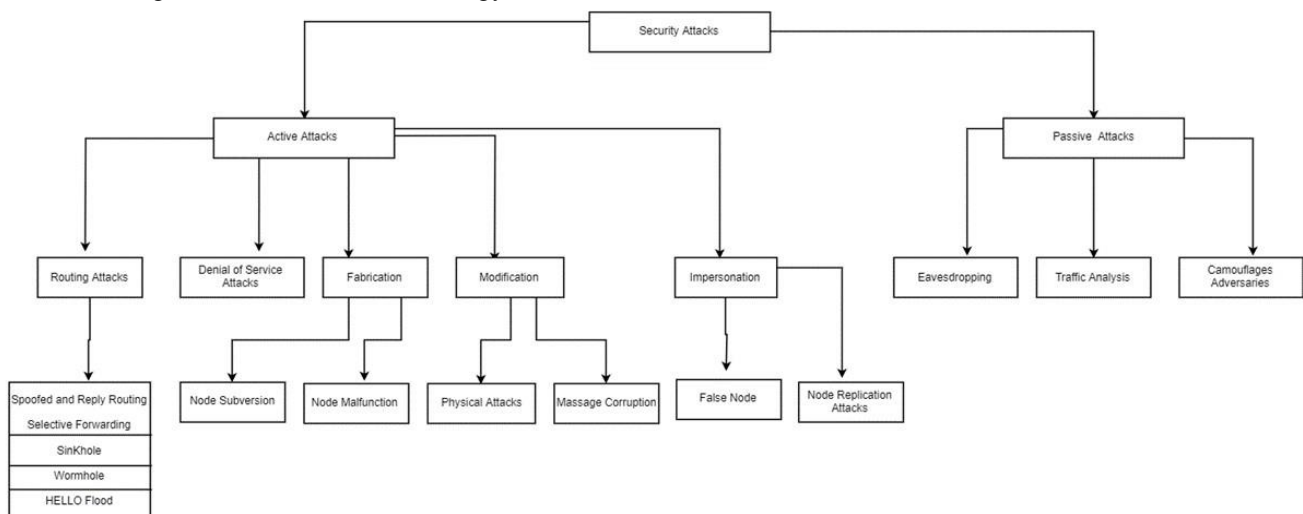 Security Attacks
Active Attacks
Passive Attacks
Routing Attacks
Denial of Service
Attacks
Fabrication
Modification
Impersonation
Eavesdropping
Traffic Analysis
Camouflages
Adversaries
Spoofed and Reply Routing
Selective Forwarding
SinKhole
Wormhole
HELLO Flood
Node Subversion
Node Malfunction
Physical Attacks
Massage Corruption
False Node
Node Replication
Attacks